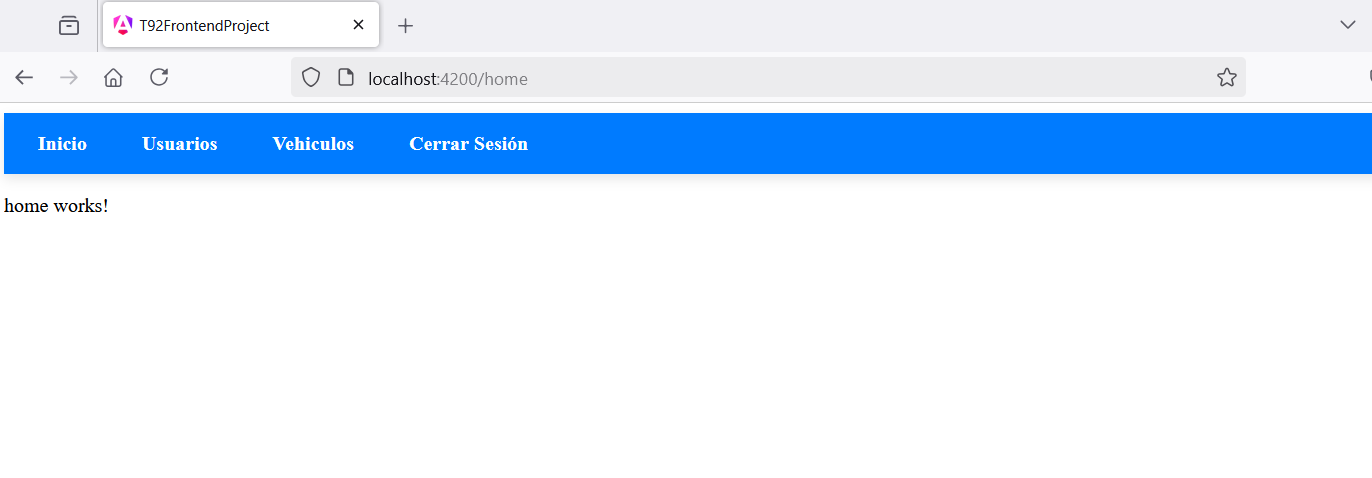 T92FrontendProject
localhost:4200/home
Inicio Usuarios Vehiculos Cerrar Sesión
home works!